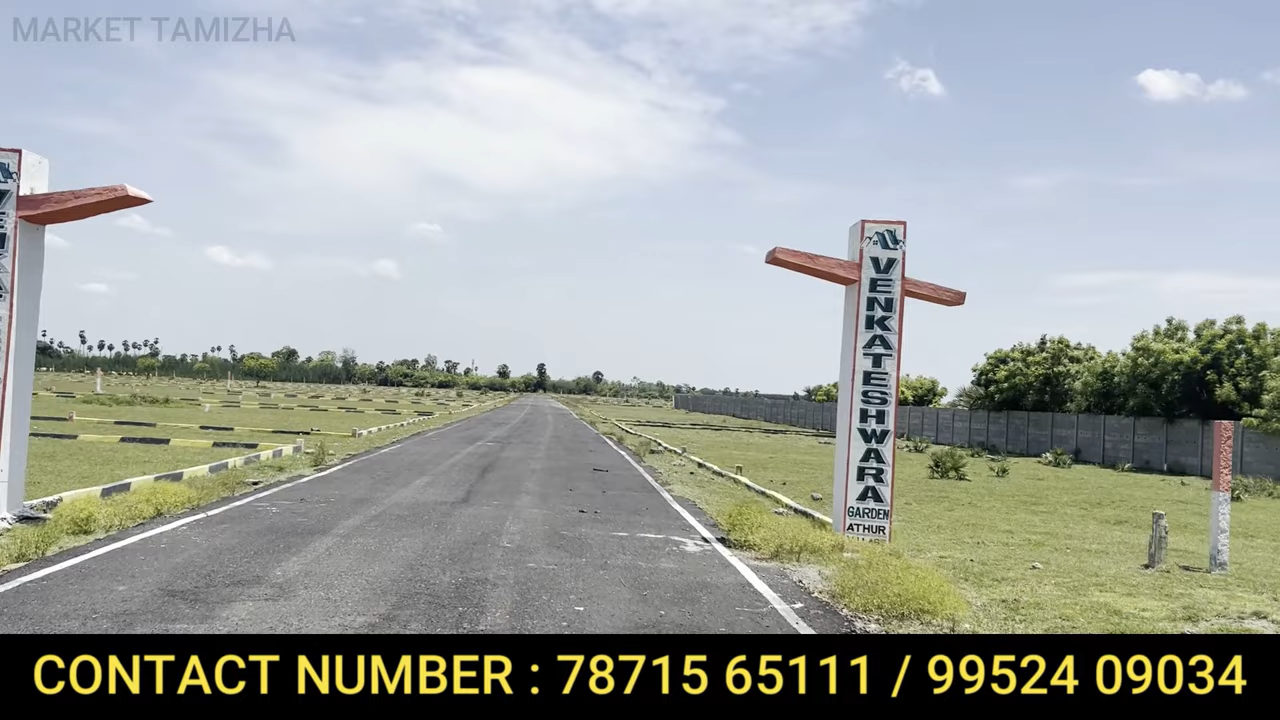 MARKET TAMIZHA
VENKATESHWARA
GARDEN
ATHUR
CONTACT NUMBER : 78715 65111 / 99524 09034